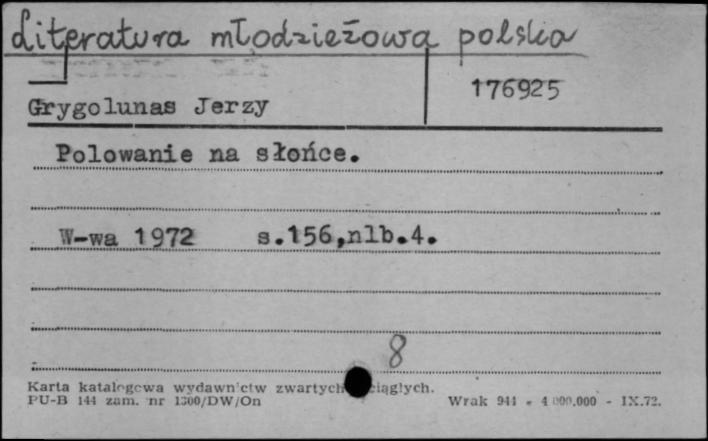 Literatura młodzieżowa polska
176925
Grygolunas Jerzy
Polowanie na słońce.
W-wa 1972 s.156,nlb.4.
8
Karta katalogowa wydawnictw zwartych ciągłych.
PU-B 144 zam. nr 1300/DW/On Wrak 941 - 4 000.000 - IX.72.